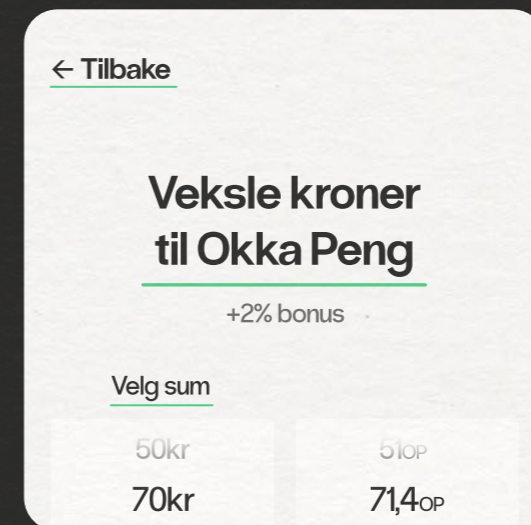 ← Tilbake
Veksle kroner
til Okka Peng
+2% bonus
Velg sum
50kr 51OP
70kr 71,4OP